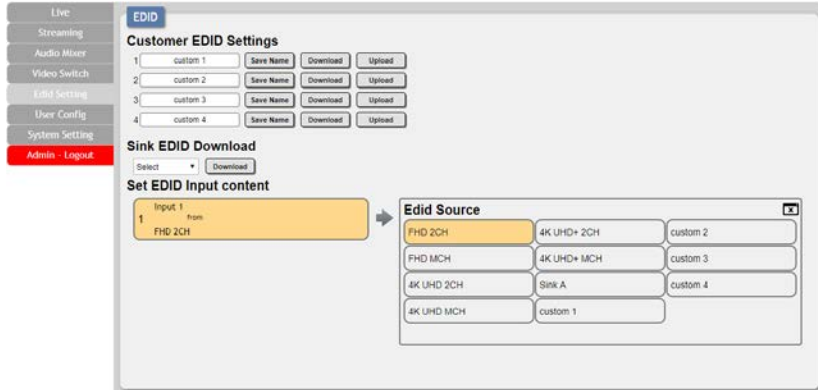 Live
Streaming
Audio Mixer
Video Switch
Edid Setting
User Config
System Setting
Admin - Logout
EDID
Customer EDID Settings
1 custom 1 Save Name Download Upload
2 custom 2 Save Name Download Upload
3 custom 3 Save Name Download Upload
4 custom 4 Save Name Download Upload
Sink EDID Download
Select Download
Set EDID Input content
Input 1
1 from
FHD 2CH
Edid Source x
FHD 2CH 4K UHD+ 2CH custom 2
FHD MCH 4K UHD+ MCH custom 3
4K UHD 2CH Sink A custom 4
4K UHD MCH custom 1